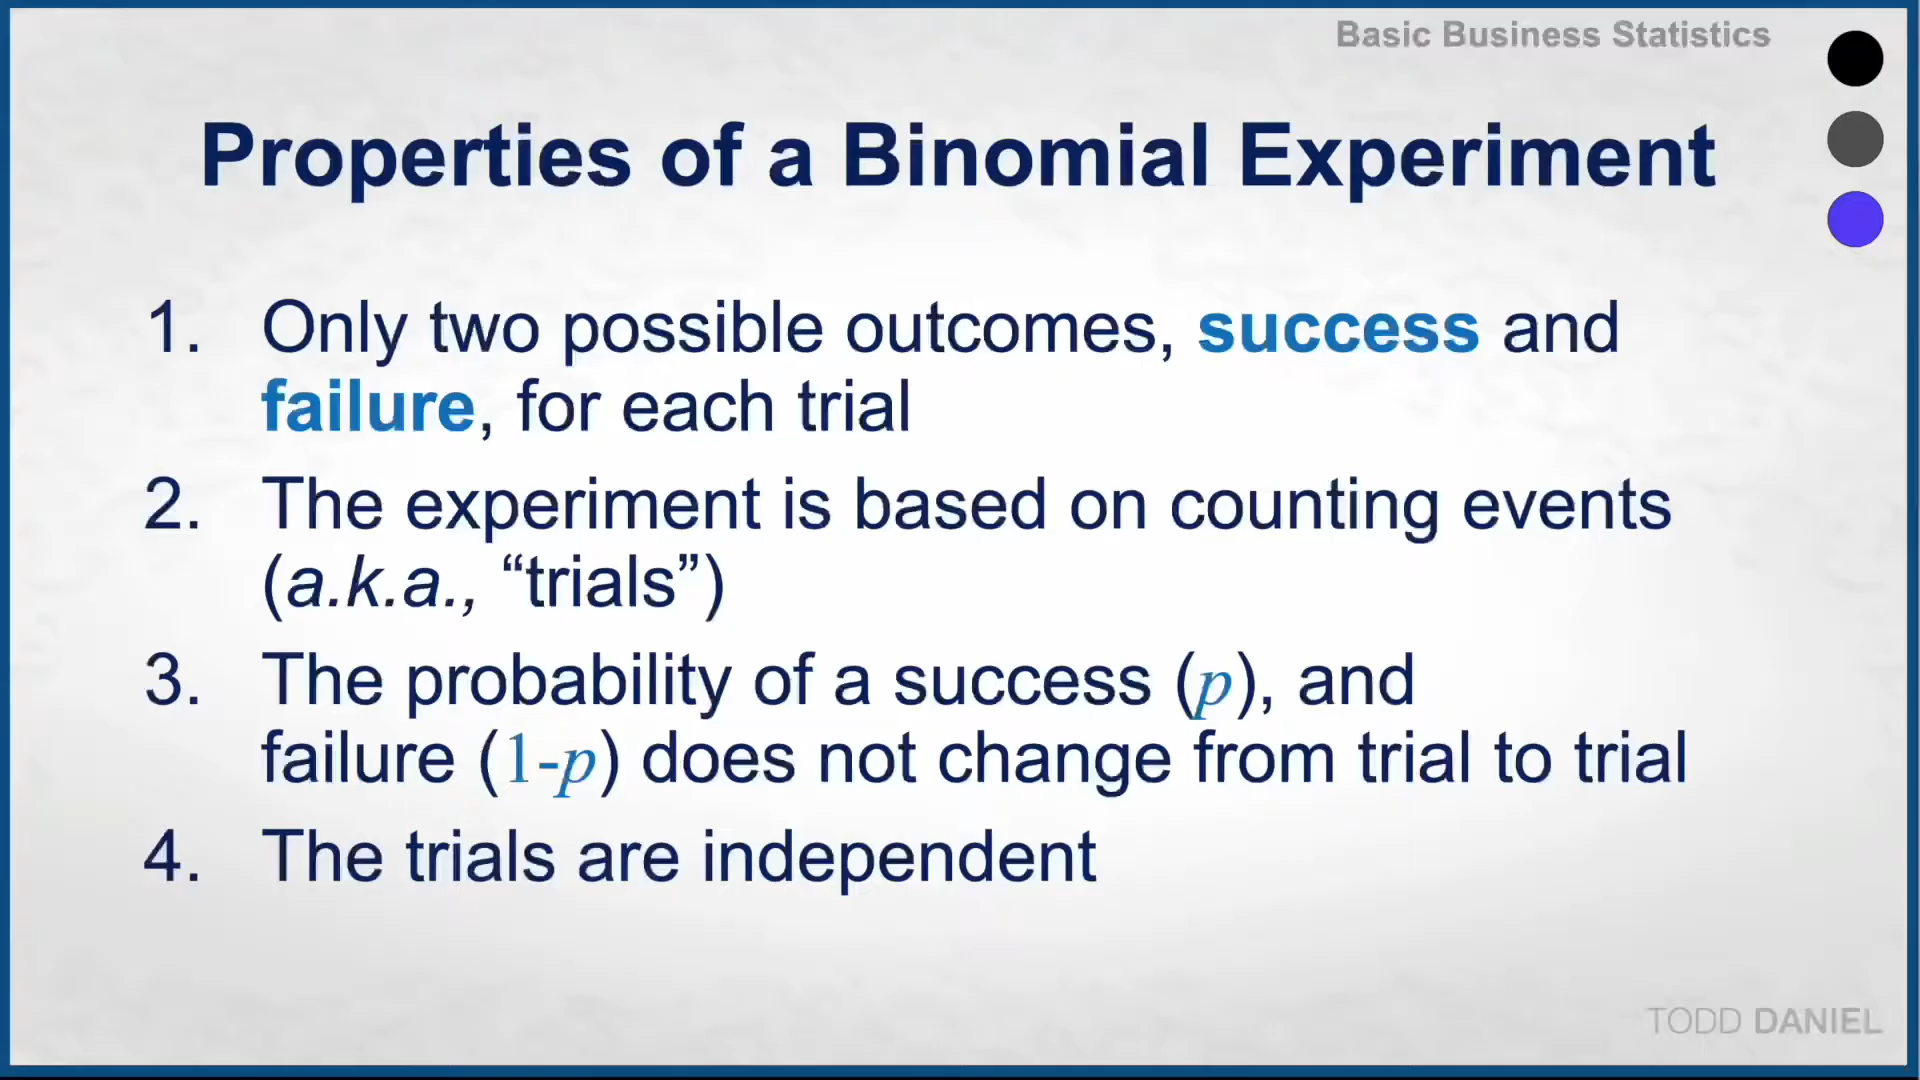 Basic Business Statistics
Properties of a Binomial Experiment
1. Only two possible outcomes, success and
failure, for each trial
2. The experiment is based on counting events
(a.k.a., “trials”)
3. The probability of a success (p), and
failure (1-p) does not change from trial to trial
4. The trials are independent
TODD DANIEL